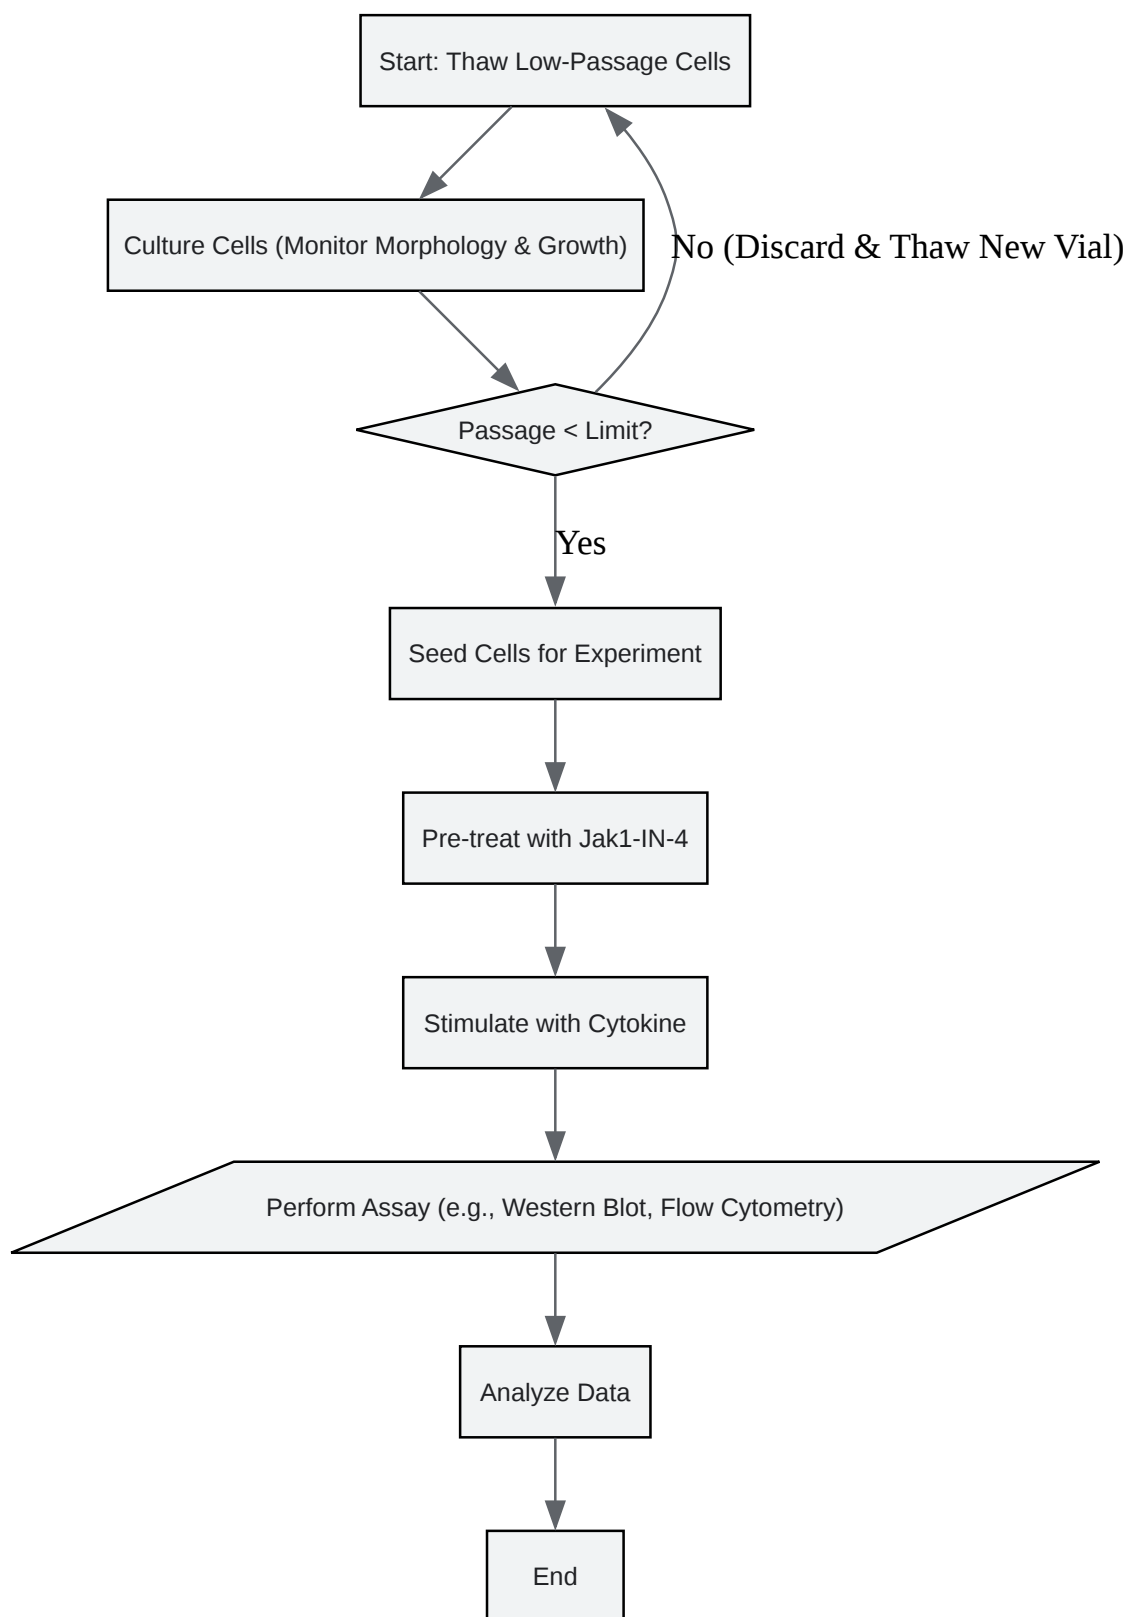 Start: Thaw Low-Passage Cells
Culture Cells (Monitor Morphology & Growth)
No (Discard & Thaw New Vial)
Passage < Limit?
Yes
Seed Cells for Experiment
Pre-treat with Jak1-IN-4
Stimulate with Cytokine
Perform Assay (e.g., Western Blot, Flow Cytometry)
Analyze Data
End